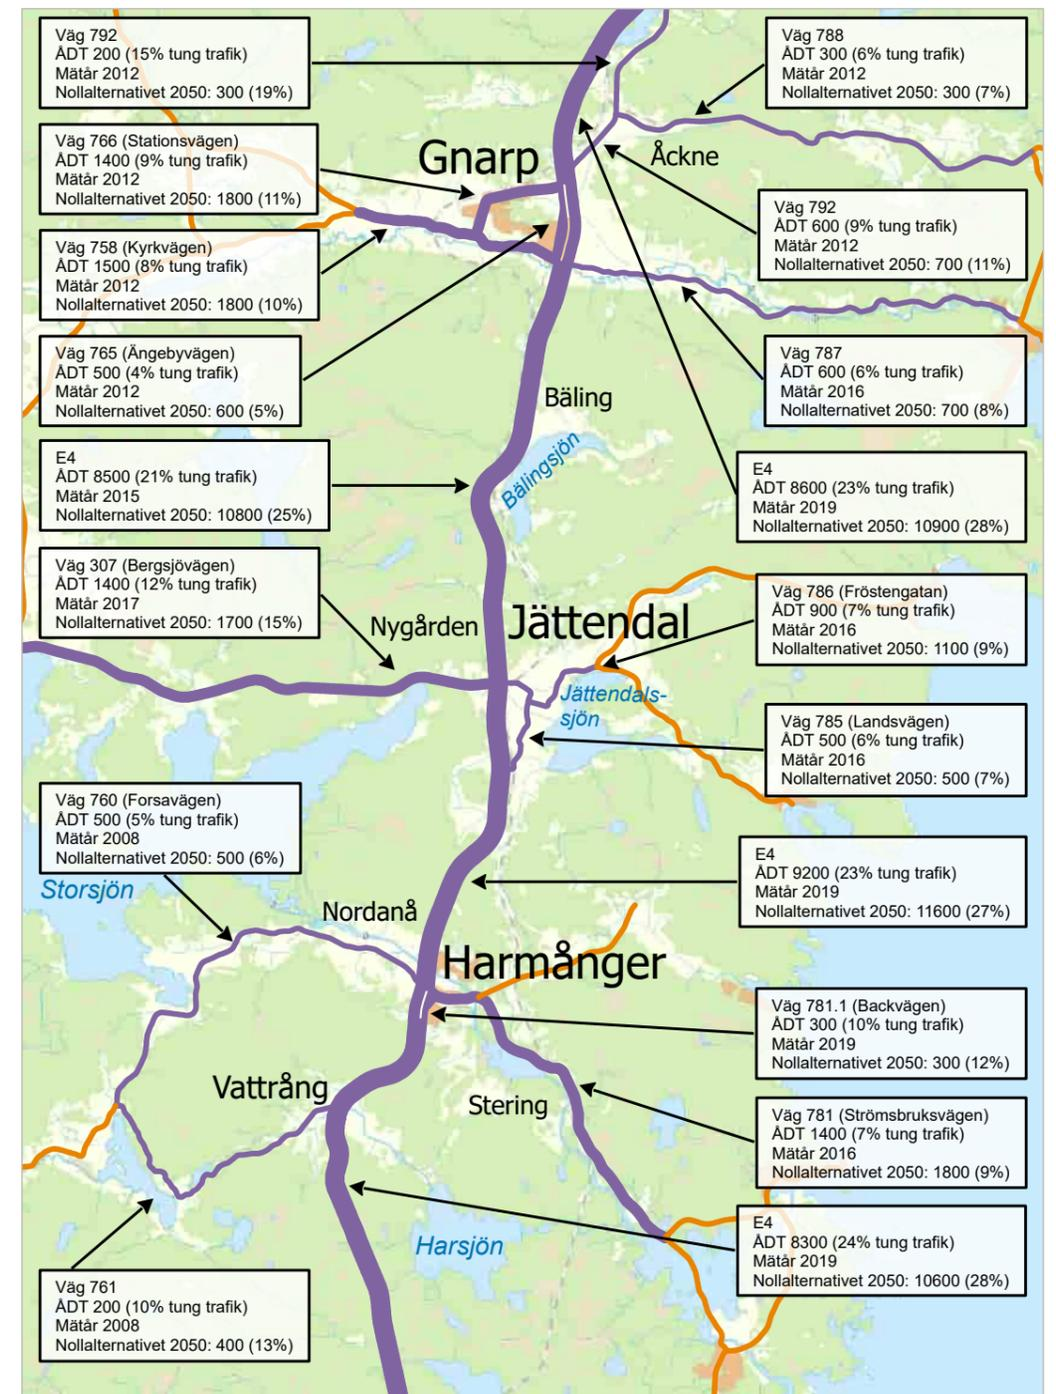 Väg 792
ÅDT 200 (15% tung trafik)
Mätår 2012
Nollalternativet 2050: 300 (19%)
Väg 788
ÅDT 300 (6% tung trafik)
Mätår 2012
Nollalternativet 2050: 300 (7%)
Väg 766 (Stationsvägen)
ÅDT 1400 (9% tung trafik)
Mätår 2012
Nollalternativet 2050: 1800 (11%)
Gnarp
Åckne
Väg 792
ÅDT 600 (9% tung trafik)
Mätår 2012
Nollalternativet 2050: 700 (11%)
Väg 758 (Kyrkvägen)
ÅDT 1500 (8% tung trafik)
Mätår 2012
Nollalternativet 2050: 1800 (10%)
Väg 765 (Ängebyvägen)
ÅDT 500 (4% tung trafik)
Mätår 2012
Nollalternativet 2050: 600 (5%)
Väg 787
ÅDT 600 (6% tung trafik)
Mätår 2016
Nollalternativet 2050: 700 (8%)
Bäling
Bälingsjön
E4
ÅDT 8500 (21% tung trafik)
Mätår 2015
Nollalternativet 2050: 10800 (25%)
E4
ÅDT 8600 (23% tung trafik)
Mätår 2019
Nollalternativet 2050: 10900 (28%)
Väg 307 (Bergsjövägen)
ÅDT 1400 (12% tung trafik)
Mätår 2017
Nollalternativet 2050: 1700 (15%)
Nygården
Jättendal
Väg 786 (Fröstengatan)
ÅDT 900 (7% tung trafik)
Mätår 2016
Nollalternativet 2050: 1100 (9%)
Jättendals-
sjön
Väg 785 (Landsvägen)
ÅDT 500 (6% tung trafik)
Mätår 2016
Nollalternativet 2050: 500 (7%)
Väg 760 (Forsavägen)
ÅDT 500 (5% tung trafik)
Mätår 2008
Nollalternativet 2050: 500 (6%)
Storsjön
E4
ÅDT 9200 (23% tung trafik)
Mätår 2019
Nollalternativet 2050: 11600 (27%)
Nordanå
Harmånger
Väg 781.1 (Backvägen)
ÅDT 300 (10% tung trafik)
Mätår 2019
Nollalternativet 2050: 300 (12%)
Vattrång
Stering
Väg 781 (Strömsbruksvägen)
ÅDT 1400 (7% tung trafik)
Mätår 2016
Nollalternativet 2050: 1800 (9%)
Harsjön
E4
ÅDT 8300 (24% tung trafik)
Mätår 2019
Nollalternativet 2050: 10600 (28%)
Väg 761
ÅDT 200 (10% tung trafik)
Mätår 2008
Nollalternativet 2050: 400 (13%)